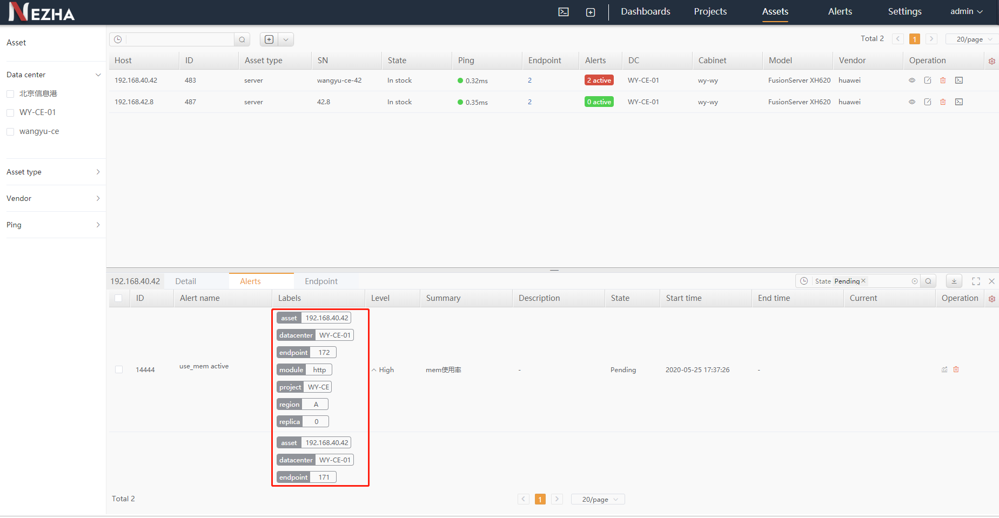 NEZHA
Dashboards Projects Assets Alerts Settings admin
Asset
Total 2 1 20/page
Host ID Asset type SN State Ping Endpoint Alerts DC Cabinet Model Vendor Operation
Data center
192.168.40.42 483 server wangyu-ce-42 In stock 0.32ms 2 2 active WY-CE-01 wy-wy FusionServer XH620 huawei
北京信息港
192.168.42.8 487 server 42.8 In stock 0.35ms 2 0 active WY-CE-01 wy-wy FusionServer XH620 huawei
WY-CE-01
wangyu-ce
Asset type
Vendor
Ping
192.168.40.42 Detail Alerts Endpoint State Pending
ID Alert name Labels Level Summary Description State Start time End time Current Operation
asset 192.168.40.42
datacenter WY-CE-01
endpoint 172
module http
14444 use_mem active High mem使用率 - Pending 2020-05-25 17:37:26 -
project WY-CE
region A
replica 0
asset 192.168.40.42
datacenter WY-CE-01
endpoint 171
Total 2 1 20/page